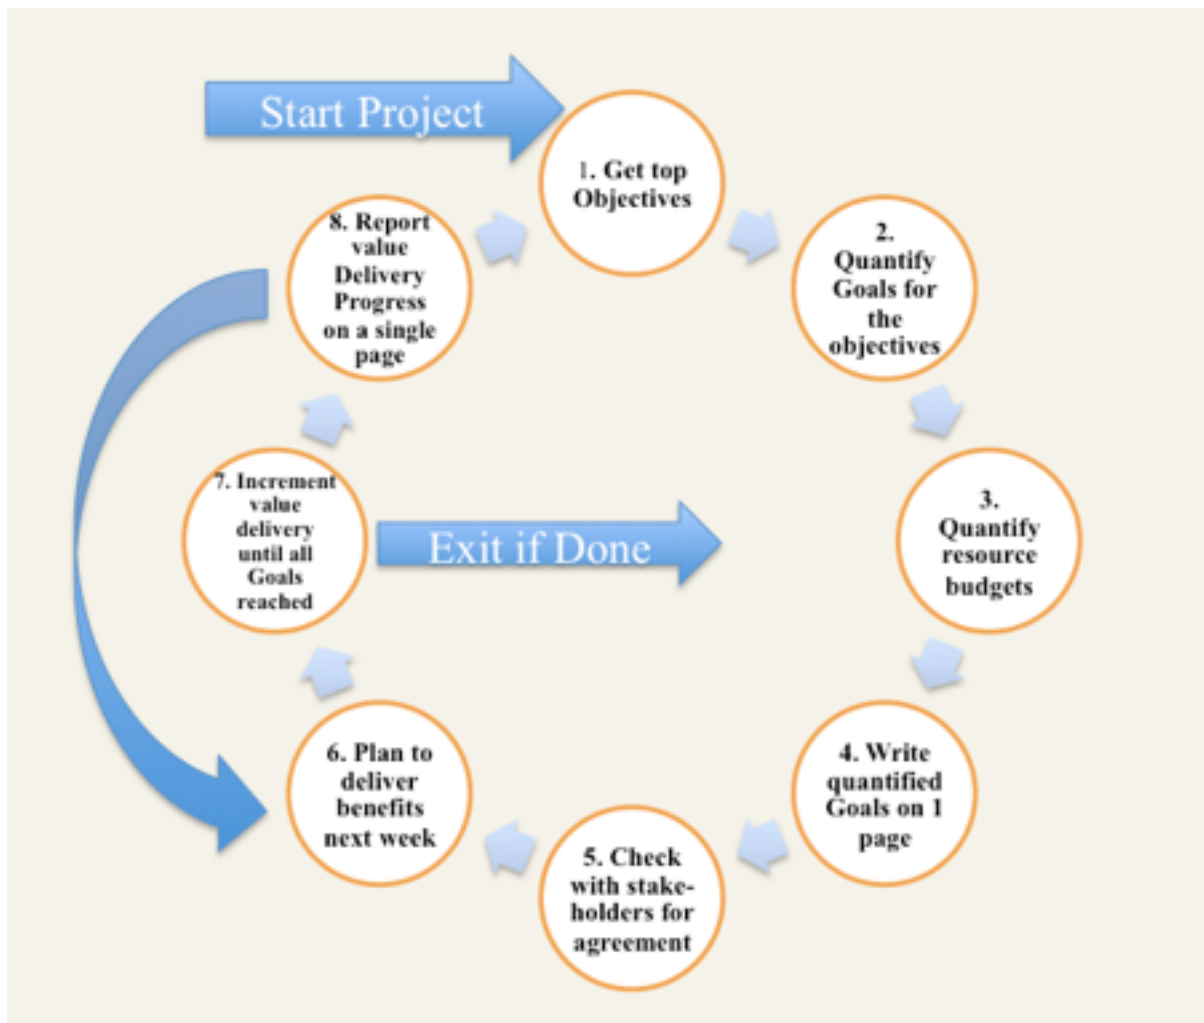 Start Project
1. Get top
Objectives
2.
Quantify
Goals for
the
objectives
3.
Quantify
resource
budgets
4. Write
quantified
Goals on 1
page
5. Check
with stake-
holders for
agreement
6. Plan to
deliver
benefits
next week
7. Increment
value
delivery
until all
Goals
reached
Exit if Done
8. Report
value
Delivery
Progress
on a single
page